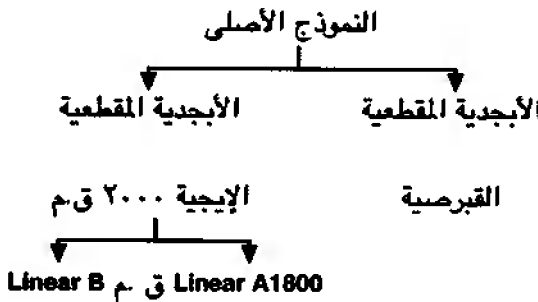 النموذج الأصلى
الأبجدية المقطعية الأبجدية المقطعية
القبرصية الإيجية ٢٠٠٠ ق.م
Linear B ق .م Linear A1800